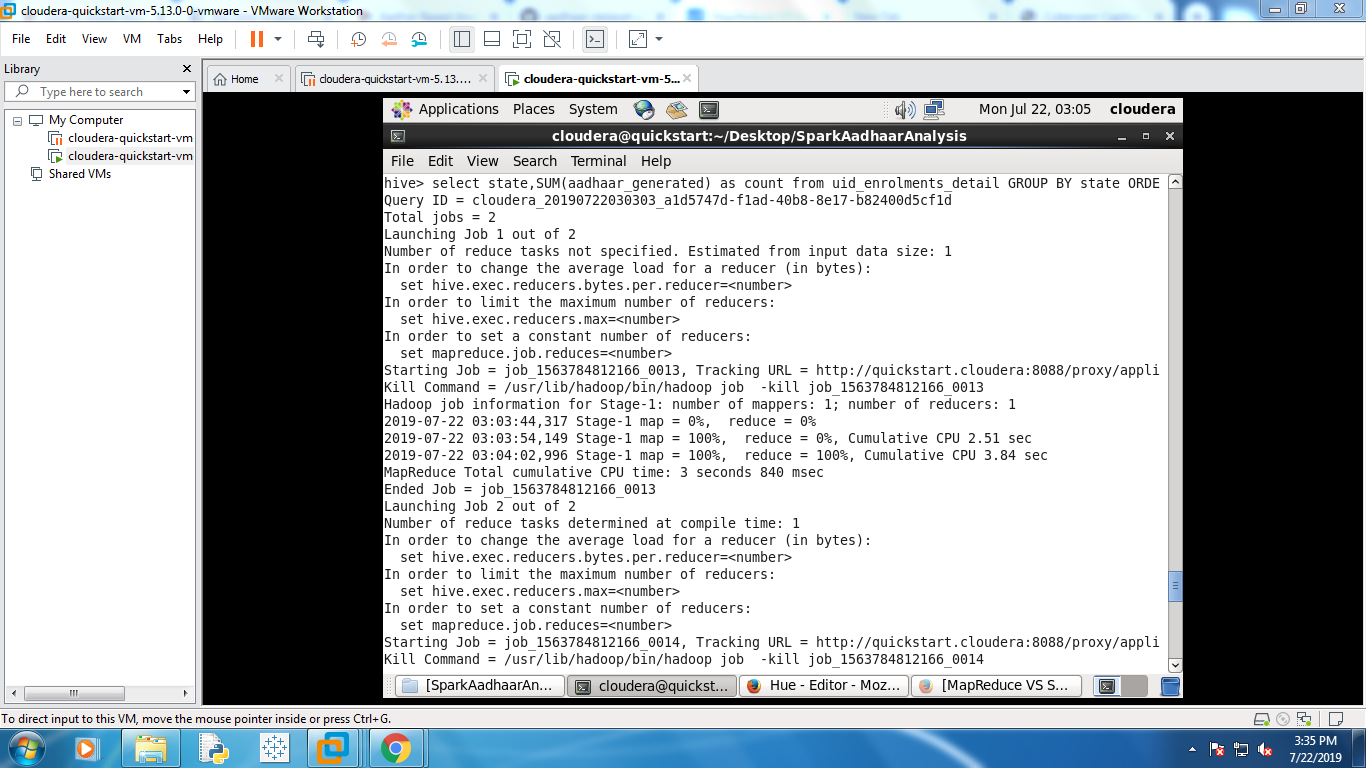 cloudera-quickstart-vm-5.13.0-0-vmware - VMware Workstation
File Edit View VM Tabs Help
Library
Type here to search
My Computer
cloudera-quickstart-vm
cloudera-quickstart-vm
Shared VMs
Home
cloudera-quickstart-vm-5.13....
cloudera-quickstart-vm-5...
Applications Places System
Mon Jul 22, 03:05 cloudera
cloudera@quickstart:~/Desktop/SparkAadhaarAnalysis
File Edit View Search Terminal Help
hive> select state,SUM(aadhaar_generated) as count from uid_enrolments_detail GROUP BY state ORDE
Query ID = cloudera_20190722030303_a1d5747d-f1ad-40b8-8e17-b82400d5cf1d
Total jobs = 2
Launching Job 1 out of 2
Number of reduce tasks not specified. Estimated from input data size: 1
In order to change the average load for a reducer (in bytes):
set hive.exec.reducers.bytes.per.reducer=<number>
In order to limit the maximum number of reducers:
set hive.exec.reducers.max=<number>
In order to set a constant number of reducers:
set mapreduce.job.reduces=<number>
Starting Job = job_1563784812166_0013, Tracking URL = http://quickstart.cloudera:8088/proxy/appli
Kill Command = /usr/lib/hadoop/bin/hadoop job  -kill job_1563784812166_0013
Hadoop job information for Stage-1: number of mappers: 1; number of reducers: 1
2019-07-22 03:03:44,317 Stage-1 map = 0%,  reduce = 0%
2019-07-22 03:03:54,149 Stage-1 map = 100%,  reduce = 0%, Cumulative CPU 2.51 sec
2019-07-22 03:04:02,996 Stage-1 map = 100%,  reduce = 100%, Cumulative CPU 3.84 sec
MapReduce Total cumulative CPU time: 3 seconds 840 msec
Ended Job = job_1563784812166_0013
Launching Job 2 out of 2
Number of reduce tasks determined at compile time: 1
In order to change the average load for a reducer (in bytes):
set hive.exec.reducers.bytes.per.reducer=<number>
In order to limit the maximum number of reducers:
set hive.exec.reducers.max=<number>
In order to set a constant number of reducers:
set mapreduce.job.reduces=<number>
Starting Job = job_1563784812166_0014, Tracking URL = http://quickstart.cloudera:8088/proxy/appli
Kill Command = /usr/lib/hadoop/bin/hadoop job  -kill job_1563784812166_0014
[SparkAadhaarAn... cloudera@quickst... Hue - Editor - Moz... [MapReduce VS S...
To direct input to this VM, move the mouse pointer inside or press Ctrl+G.
3:35 PM
7/22/2019